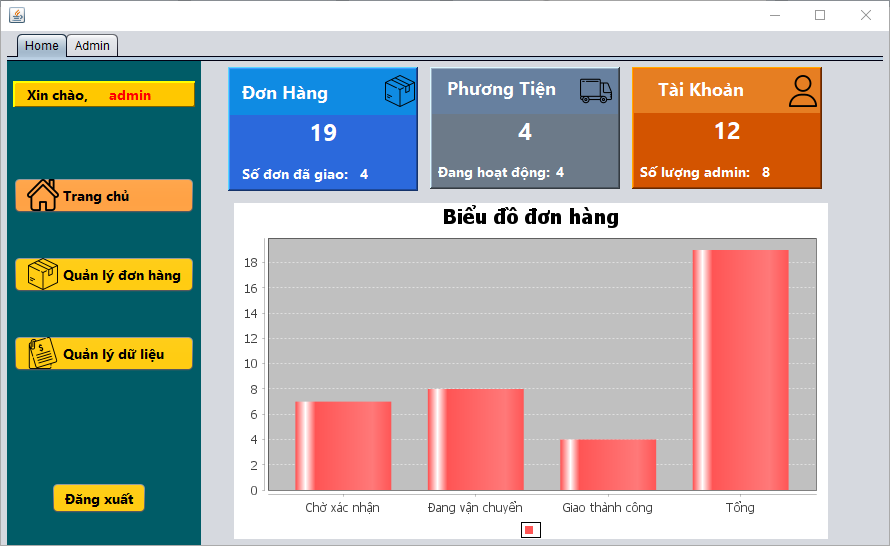 Home Admin
Xin chào, admin
Trang chủ
Quản lý đơn hàng
Quản lý dữ liệu
Đăng xuất
Đơn Hàng
19
Số đơn đã giao: 4
Phương Tiện
4
Đang hoạt động: 4
Tài Khoản
12
Số lượng admin: 8
Biểu đồ đơn hàng
18
16
14
12
10
8
6
4
2
0
Chờ xác nhận Đang vận chuyển Giao thành công Tổng